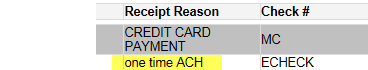 Receipt Reason Check #
CREDIT CARD MC
PAYMENT
one time ACH ECHECK